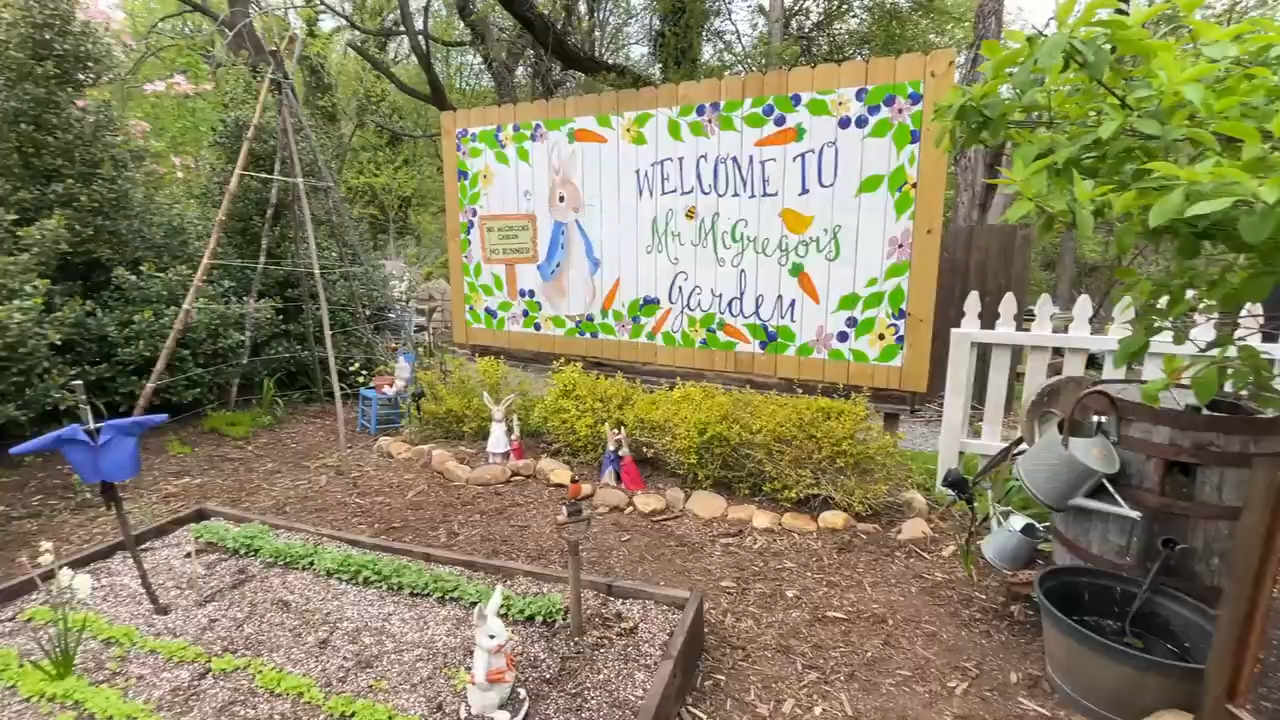 WELCOME TO
Mr McGregor's
Garden
MR. McGREGOR'S
GARDEN
NO BUNNIES!